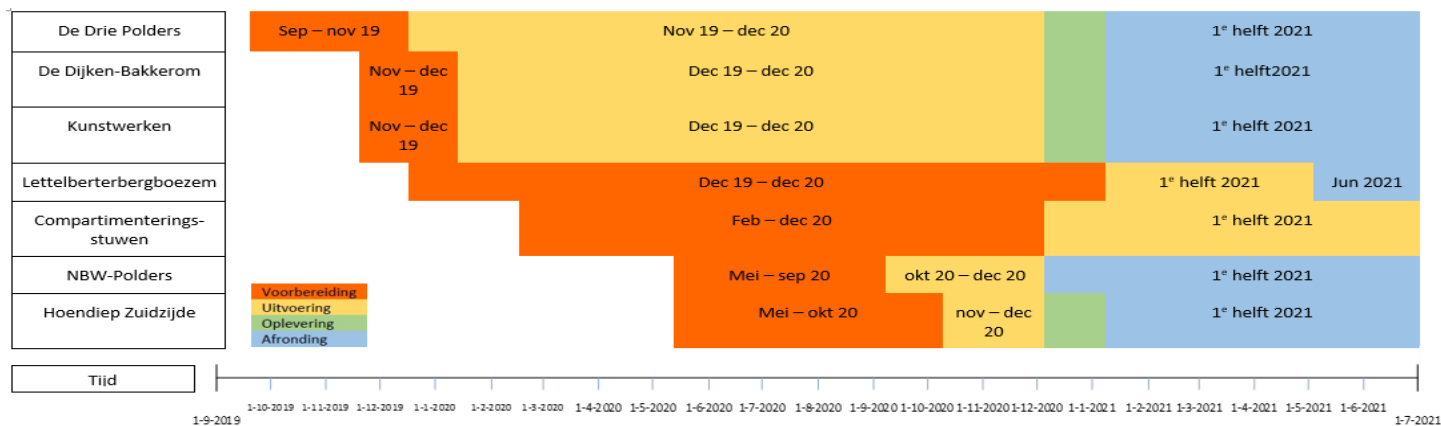 De Drie Polders
Sep – nov 19
Nov 19 – dec 20
1e helft 2021
De Dijken-Bakkerom
Nov – dec
19
Dec 19 – dec 20
1e helft2021
Kunstwerken
Nov – dec
19
Dec 19 – dec 20
1e helft 2021
Lettelberterbergboezem
Dec 19 – dec 20
1e helft 2021
Jun 2021
Compartimenterings-
stuwen
Feb – dec 20
1e helft 2021
NBW-Polders
Mei – sep 20
okt 20 – dec 20
1e helft 2021
Hoendiep Zuidzijde
Mei – okt 20
nov – dec
20
1e helft 2021
Voorbereiding
Uitvoering
Oplevering
Afronding
Tijd
1-9-2019
1-10-2019
1-11-2019
1-12-2019
1-1-2020
1-2-2020
1-3-2020
1-4-2020
1-5-2020
1-6-2020
1-7-2020
1-8-2020
1-9-2020
1-10-2020
1-11-2020
1-12-2020
1-1-2021
1-2-2021
1-3-2021
1-4-2021
1-5-2021
1-6-2021
1-7-2021